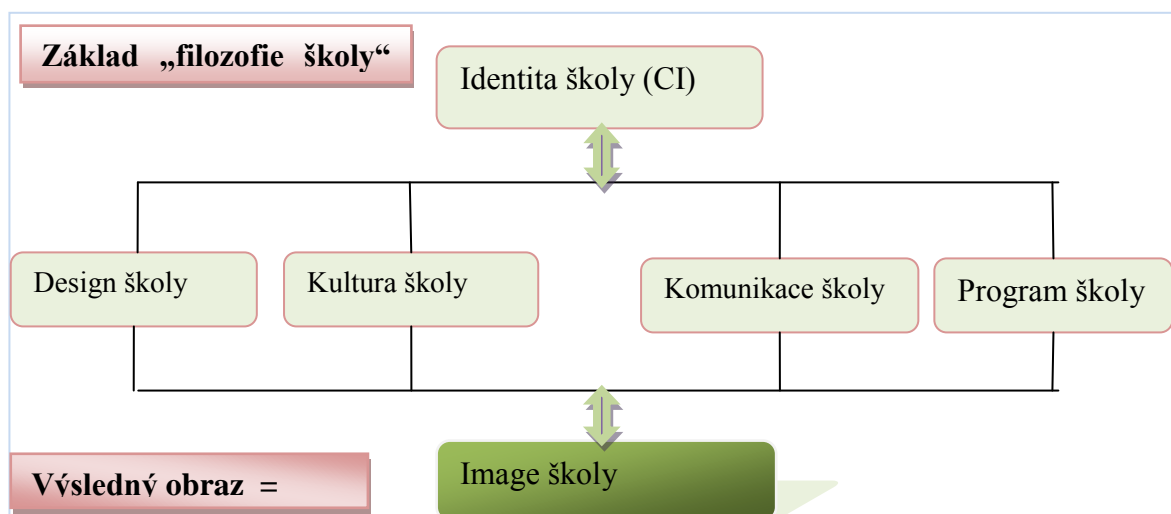 Základ „filozofie školy“
Identita školy (CI)
Design školy
Kultura školy
Komunikace školy
Program školy
Výsledný obraz =
Image školy